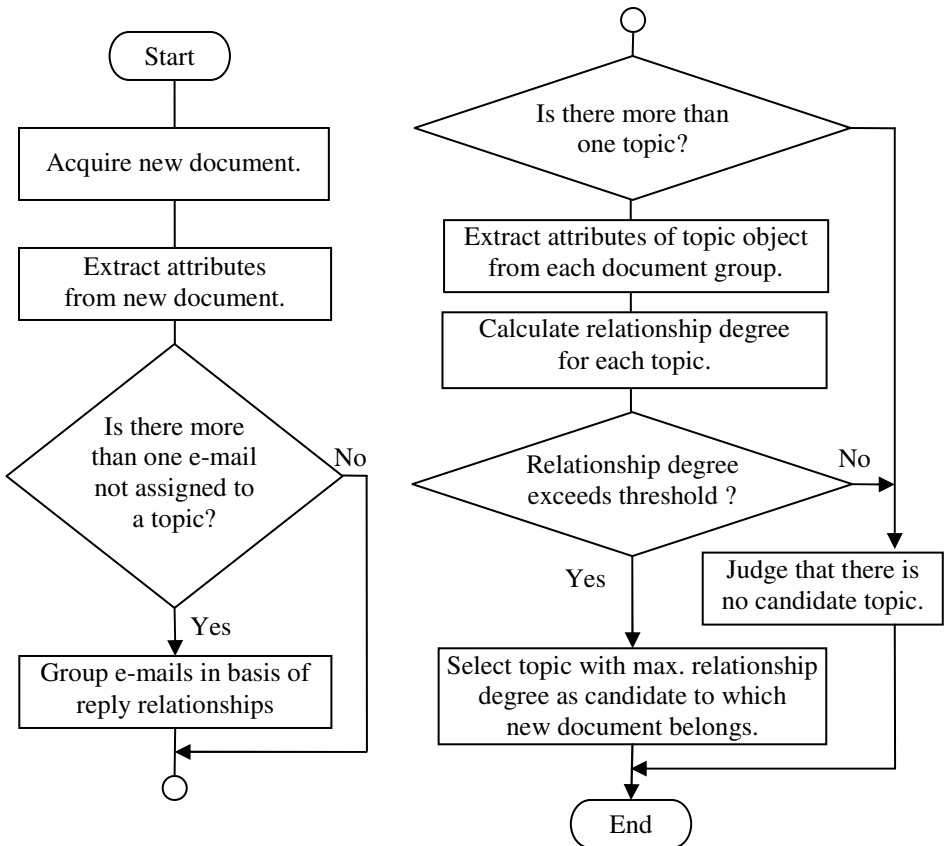 Start
Acquire new document.
Extract attributes
from new document.
Is there more
than one e-mail
not assigned to
a topic?
No
Yes
Group e-mails in basis of
reply relationships
Is there more than
one topic?
Extract attributes of topic object
from each document group.
Calculate relationship degree
for each topic.
Relationship degree
exceeds threshold ?
No
Yes
Judge that there is
no candidate topic.
Select topic with max. relationship
degree as candidate to which
new document belongs.
End